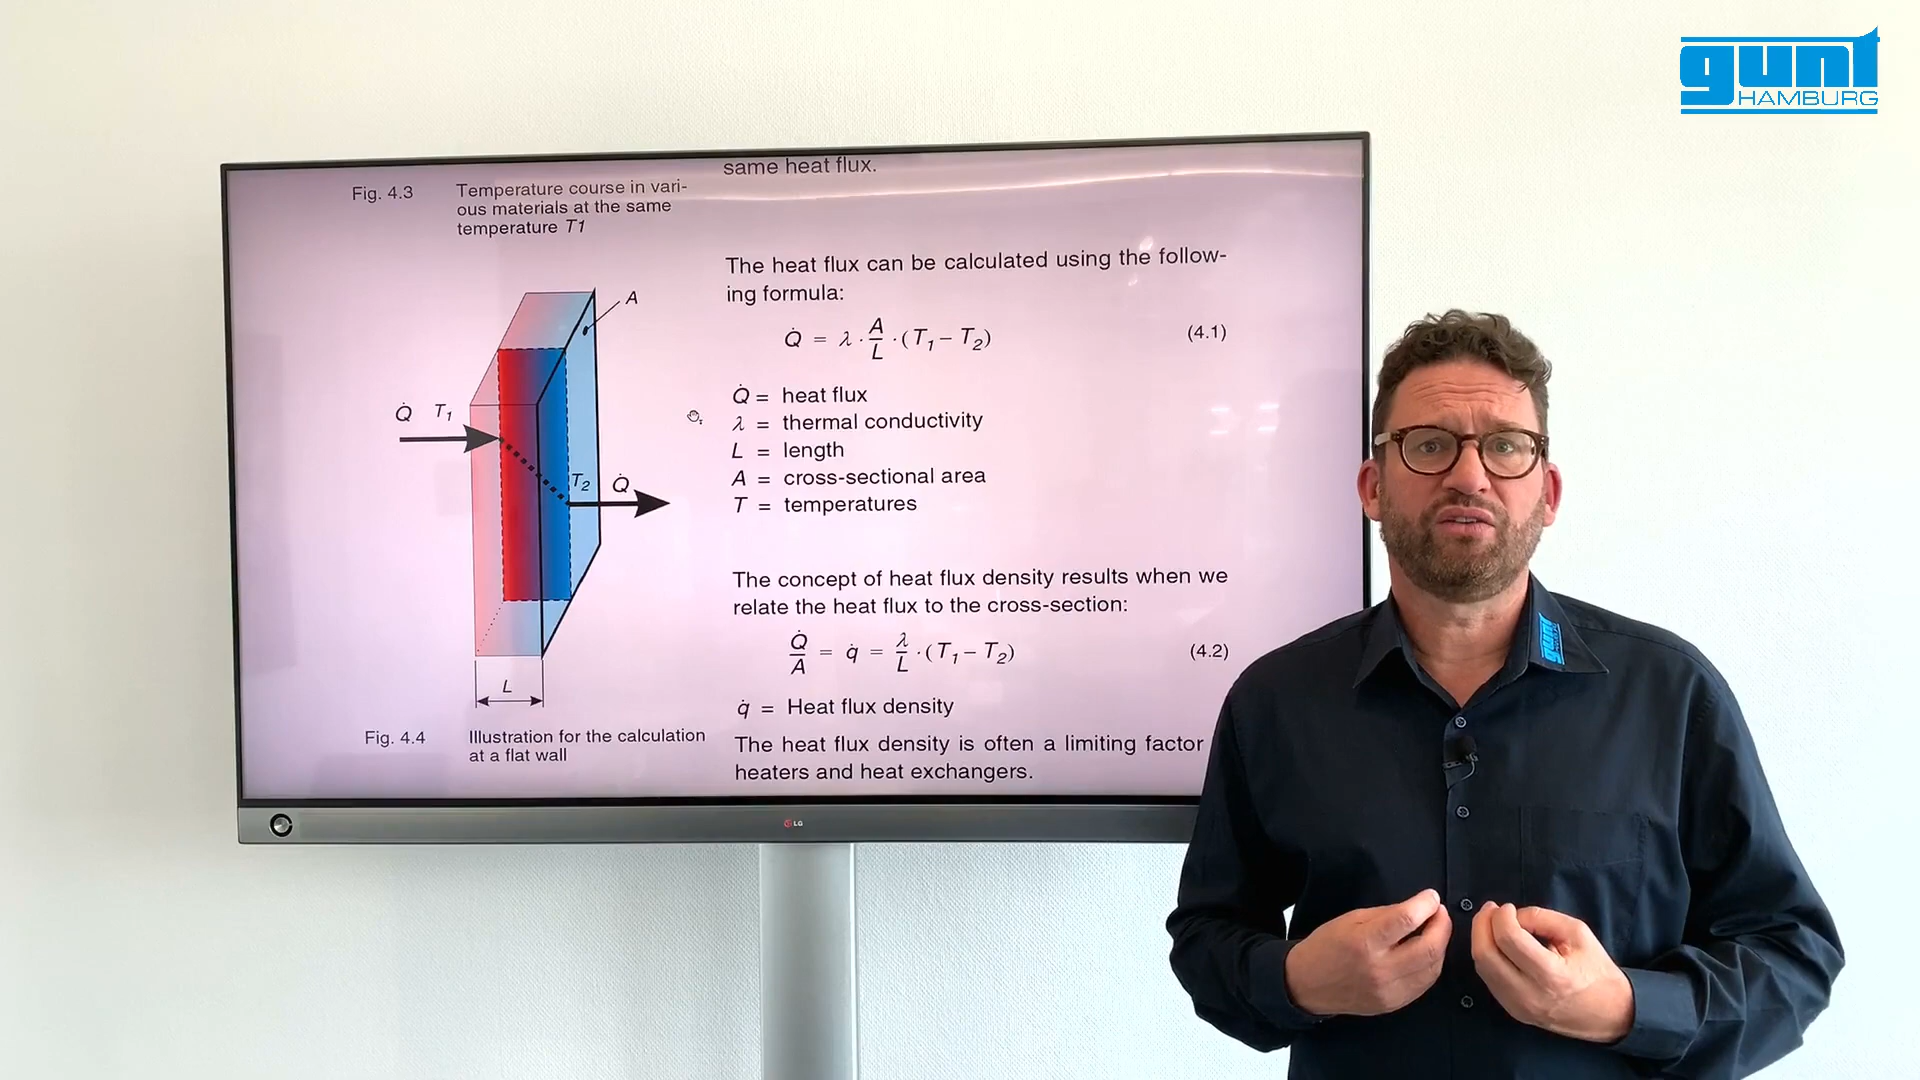 gunt
HAMBURG
same heat flux.
Fig. 4.3 Temperature course in vari-
ous materials at the same
temperature T1
The heat flux can be calculated using the follow-
ing formula:
Q̇ = λ · A/L · (T₁ – T₂) (4.1)
A
Q̇ T₁
T₂ Q̇
L
Q̇ = heat flux
λ = thermal conductivity
L = length
A = cross-sectional area
T = temperatures
The concept of heat flux density results when we
relate the heat flux to the cross-section:
Q̇/A = q̇ = λ/L · (T₁ – T₂) (4.2)
q̇ = Heat flux density
Fig. 4.4 Illustration for the calculation
at a flat wall
The heat flux density is often a limiting factor
heaters and heat exchangers.
LG
gunt